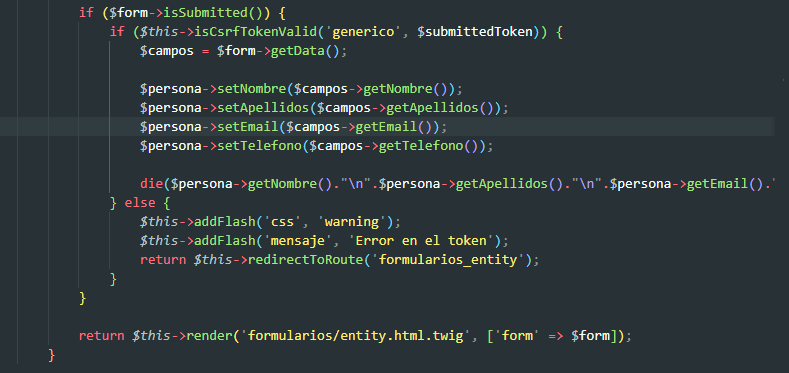 if ($form->isSubmitted()) {
if ($this->isCsrfTokenValid('generico', $submittedToken)) {
$campos = $form->getData();
$persona->setNombre($campos->getNombre());
$persona->setApellidos($campos->getApellidos());
$persona->setEmail($campos->getEmail());
$persona->setTelefono($campos->getTelefono());
die($persona->getNombre()."\n".$persona->getApellidos()."\n".$persona->getEmail()."
} else {
$this->addFlash('css', 'warning');
$this->addFlash('mensaje', 'Error en el token');
return $this->redirectToRoute('formularios_entity');
}
}
return $this->render('formularios/entity.html.twig', ['form' => $form]);
}